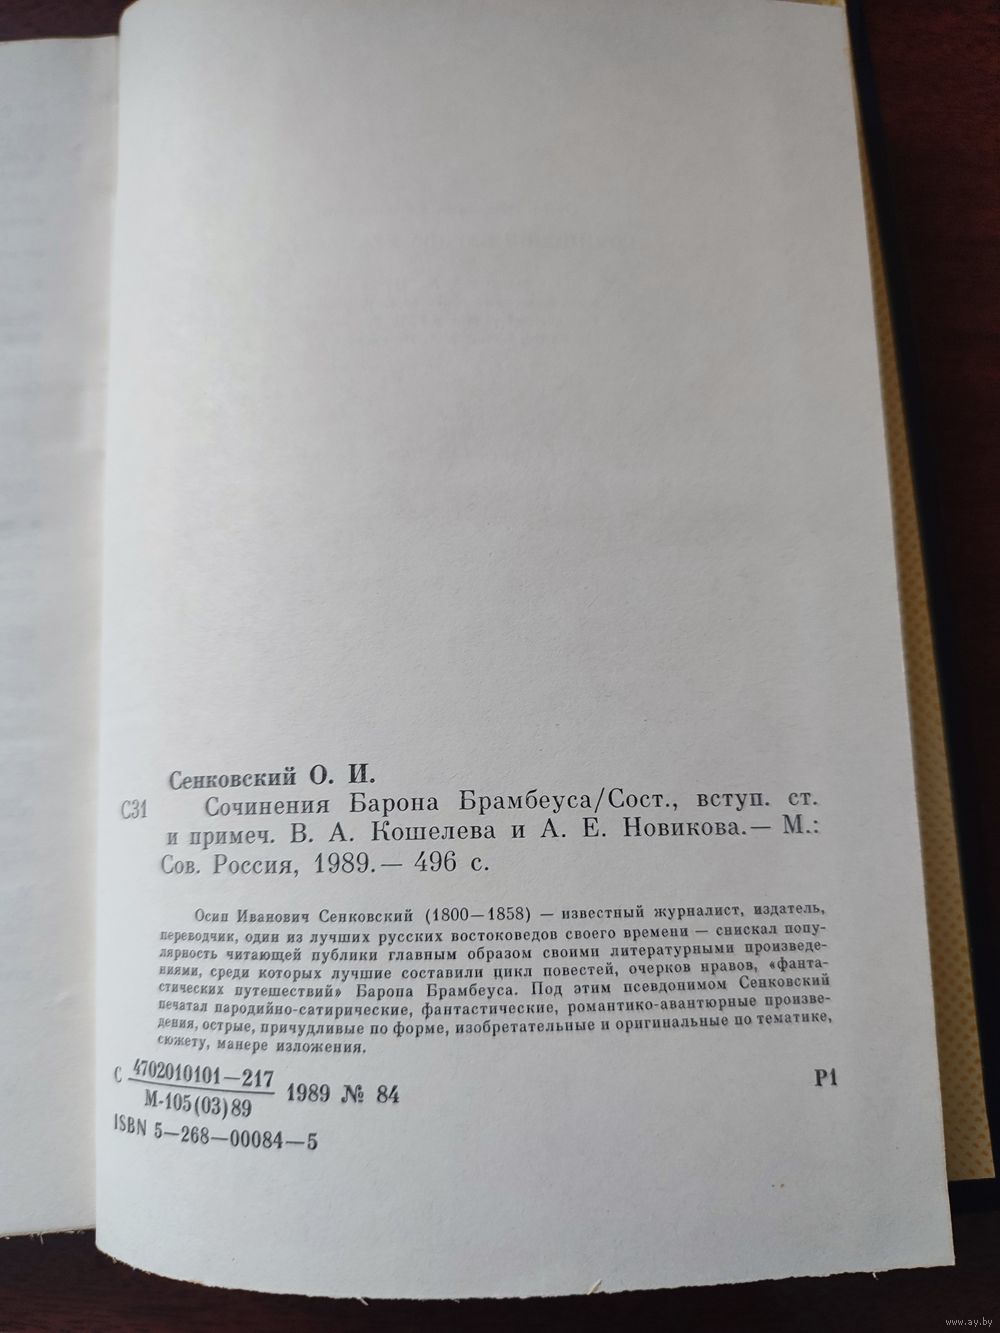 Сенковский О. И.
С31 Сочинения Барона Брамбеуса/Сост., вступ. ст.
и примеч. В. А. Кошелева и А. Е. Новикова.— М.:
Сов. Россия, 1989.— 496 с.
Осип Иванович Сенковский (1800—1858) — известный журналист, издатель,
переводчик, один из лучших русских востоковедов своего времени — снискал попу-
лярность читающей публики главным образом своими литературными произведе-
ниями, среди которых лучшие составили цикл повестей, очерков нравов, «фанта-
стических путешествий» Барона Брамбеуса. Под этим псевдонимом Сенковский
печатал пародийно-сатирические, фантастические, романтико-авантюрные произве-
дения, острые, причудливые по форме, изобретательные и оригинальные по тематике,
сюжету, манере изложения.
С 4702010101—217
М-105(03)89 1989 № 84 Р1
ISBN 5—268—00084—5
www.ay.by